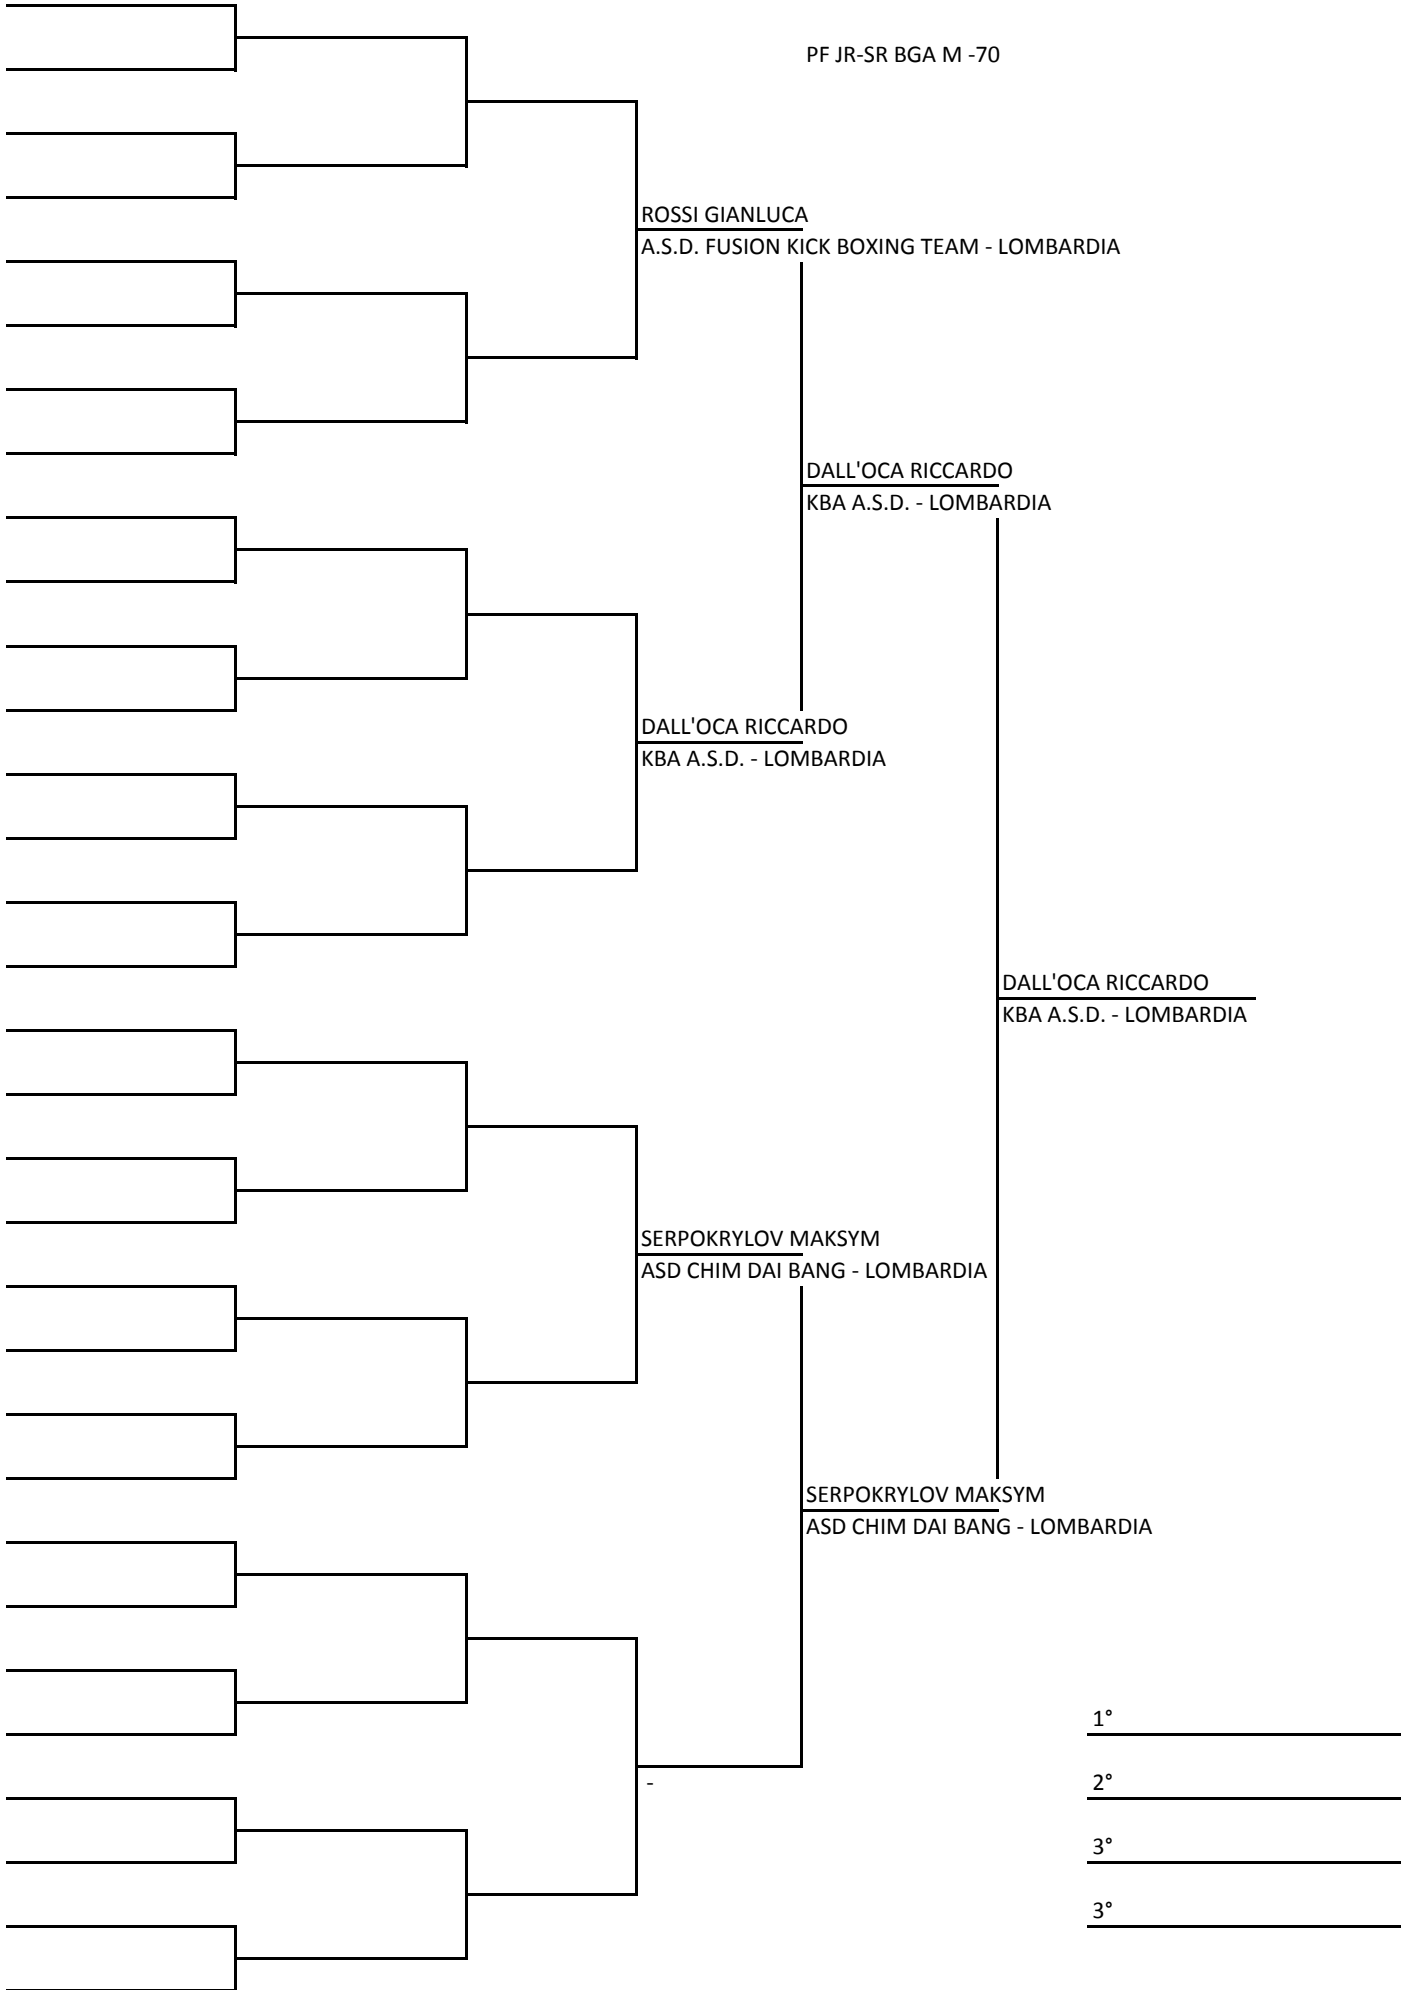 PF JR-SR BGA M -70
ROSSI GIANLUCA
A.S.D. FUSION KICK BOXING TEAM - LOMBARDIA
DALL'OCA RICCARDO
KBA A.S.D. - LOMBARDIA
DALL'OCA RICCARDO
KBA A.S.D. - LOMBARDIA
DALL'OCA RICCARDO
KBA A.S.D. - LOMBARDIA
SERPOKRYLOV MAKSYM
ASD CHIM DAI BANG - LOMBARDIA
SERPOKRYLOV MAKSYM
ASD CHIM DAI BANG - LOMBARDIA
1°
-
2°
3°
3°